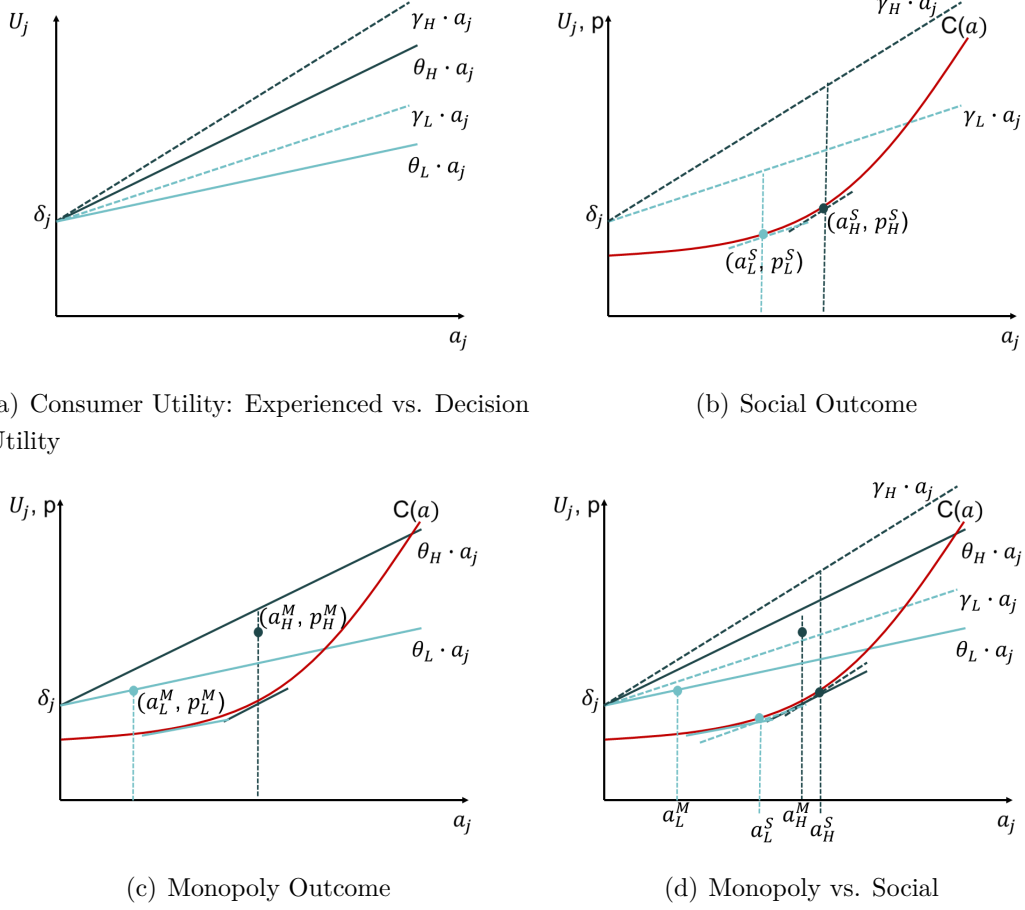 U_j
γ_H · a_j
θ_H · a_j
γ_L · a_j
θ_L · a_j
δ_j
a_j
a) Consumer Utility: Experienced vs. Decision
Utility
U_j, p
γ_H · a_j
C(a)
γ_L · a_j
δ_j
(a_H^S, p_H^S)
(a_L^S, p_L^S)
a_j
(b) Social Outcome
U_j, p
C(a)
θ_H · a_j
(a_H^M, p_H^M)
θ_L · a_j
δ_j
(a_L^M, p_L^M)
a_j
(c) Monopoly Outcome
U_j, p
γ_H · a_j
C(a)
θ_H · a_j
γ_L · a_j
θ_L · a_j
δ_j
a_L^M
a_L^S
a_H^M
a_H^S
a_j
(d) Monopoly vs. Social